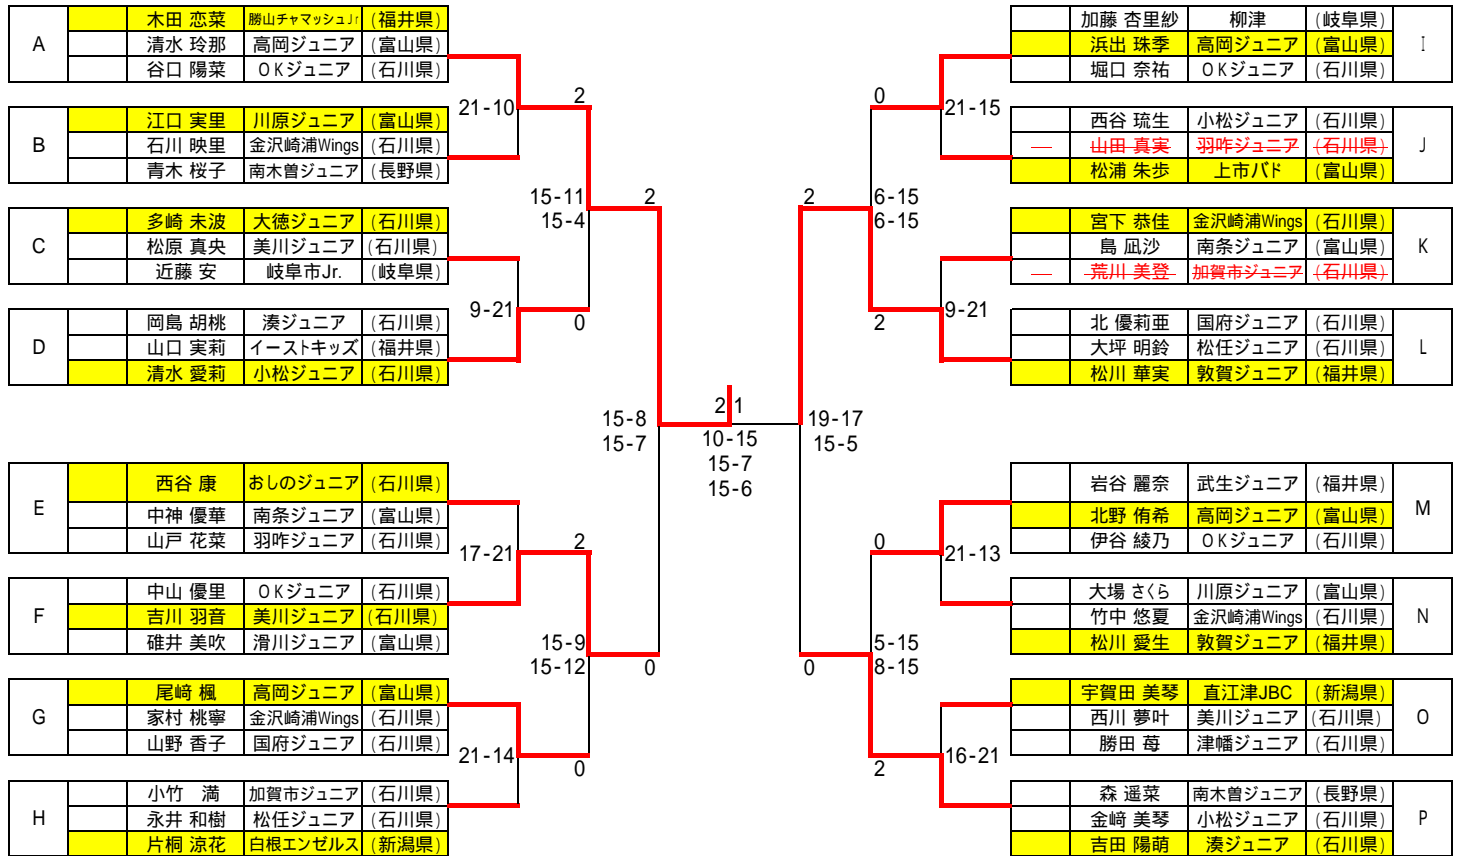 A
木田 恋菜 勝山チャマッシュJr (福井県)
清水 玲那 高岡ジュニア (富山県)
谷口 陽菜 OKジュニア (石川県)
B
江口 実里 川原ジュニア (富山県)
石川 映里 金沢崎浦Wings (石川県)
青木 桜子 南木曽ジュニア (長野県)
21-10
2
15-11
15-4
2
C
多崎 未波 大徳ジュニア (石川県)
松原 真央 美川ジュニア (石川県)
近藤 安 岐阜市Jr. (岐阜県)
D
岡島 胡桃 湊ジュニア (石川県)
山口 実莉 イーストキッズ (福井県)
清水 愛莉 小松ジュニア (石川県)
9-21
0
15-8
15-7
E
西谷 康 おしのジュニア (石川県)
中神 優華 南条ジュニア (富山県)
山戸 花菜 羽咋ジュニア (石川県)
F
中山 優里 OKジュニア (石川県)
吉川 羽音 美川ジュニア (石川県)
碓井 美吹 滑川ジュニア (富山県)
17-21
2
15-9
15-12
0
G
尾﨑 楓 高岡ジュニア (富山県)
家村 桃寧 金沢崎浦Wings (石川県)
山野 香子 国府ジュニア (石川県)
H
小竹 満 加賀市ジュニア (石川県)
永井 和樹 松任ジュニア (石川県)
片桐 涼花 白根エンゼルス (新潟県)
21-14
0
2 1
10-15
15-7
15-6
I
加藤 杏里紗 柳津 (岐阜県)
浜出 珠季 高岡ジュニア (富山県)
堀口 奈祐 OKジュニア (石川県)
J
西谷 琉生 小松ジュニア (石川県)
— 山田 真実 羽咋ジュニア (石川県)
松浦 朱歩 上市バド (富山県)
0
21-15
2
6-15
6-15
K
宮下 恭佳 金沢崎浦Wings (石川県)
島 凪沙 南条ジュニア (富山県)
— 荒川 美登 加賀市ジュニア (石川県)
L
北 優莉亜 国府ジュニア (石川県)
大坪 明鈴 松任ジュニア (石川県)
松川 華実 敦賀ジュニア (福井県)
9-21
2
19-17
15-5
M
岩谷 麗奈 武生ジュニア (福井県)
北野 侑希 高岡ジュニア (富山県)
伊谷 綾乃 OKジュニア (石川県)
N
大場 さくら 川原ジュニア (富山県)
竹中 悠夏 金沢崎浦Wings (石川県)
松川 愛生 敦賀ジュニア (福井県)
0
21-13
5-15
8-15
0
O
宇賀田 美琴 直江津JBC (新潟県)
西川 夢叶 美川ジュニア (石川県)
勝田 苺 津幡ジュニア (石川県)
P
森 遥菜 南木曽ジュニア (長野県)
金﨑 美琴 小松ジュニア (石川県)
吉田 陽萌 湊ジュニア (石川県)
16-21
2